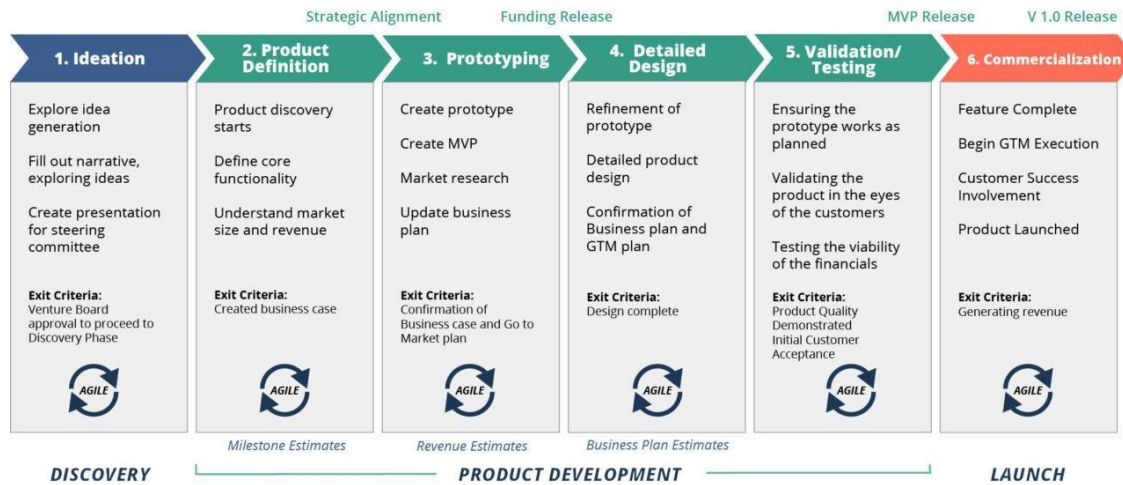 Strategic Alignment
Funding Release
MVP Release
V 1.0 Release
1. Ideation
Explore idea
generation
Fill out narrative,
exploring ideas
Create presentation
for steering
committee
Exit Criteria:
Venture Board
approval to proceed to
Discovery Phase
AGILE
2. Product
Definition
Product discovery
starts
Define core
functionality
Understand market
size and revenue
Exit Criteria:
Created business case
AGILE
Milestone Estimates
3. Prototyping
Create prototype
Create MVP
Market research
Update business
plan
Exit Criteria:
Confirmation of
Business case and Go to
Market plan
AGILE
Revenue Estimates
4. Detailed
Design
Refinement of
prototype
Detailed product
design
Confirmation of
Business plan and
GTM plan
Exit Criteria:
Design complete
AGILE
Business Plan Estimates
5. Validation/
Testing
Ensuring the
prototype works as
planned
Validating the
product in the eyes
of the customers
Testing the viability
of the financials
Exit Criteria:
Product Quality
Demonstrated
Initial Customer
Acceptance
AGILE
6. Commercialization
Feature Complete
Begin GTM Execution
Customer Success
Involvement
Product Launched
Exit Criteria:
Generating revenue
AGILE
DISCOVERY
PRODUCT DEVELOPMENT
LAUNCH